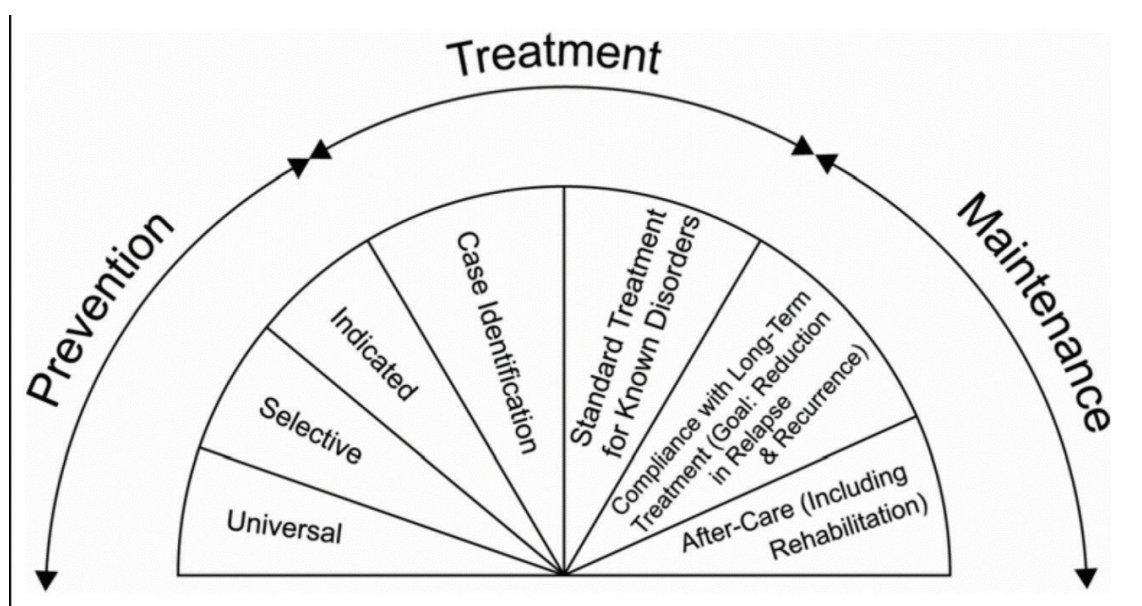 Treatment
Prevention
Maintenance
Universal
Selective
Indicated
Case Identification
Standard Treatment
for Known Disorders
Compliance with Long-Term
Treatment (Goal: Reduction
in Relapse
& Recurrence)
After-Care (Including
Rehabilitation)